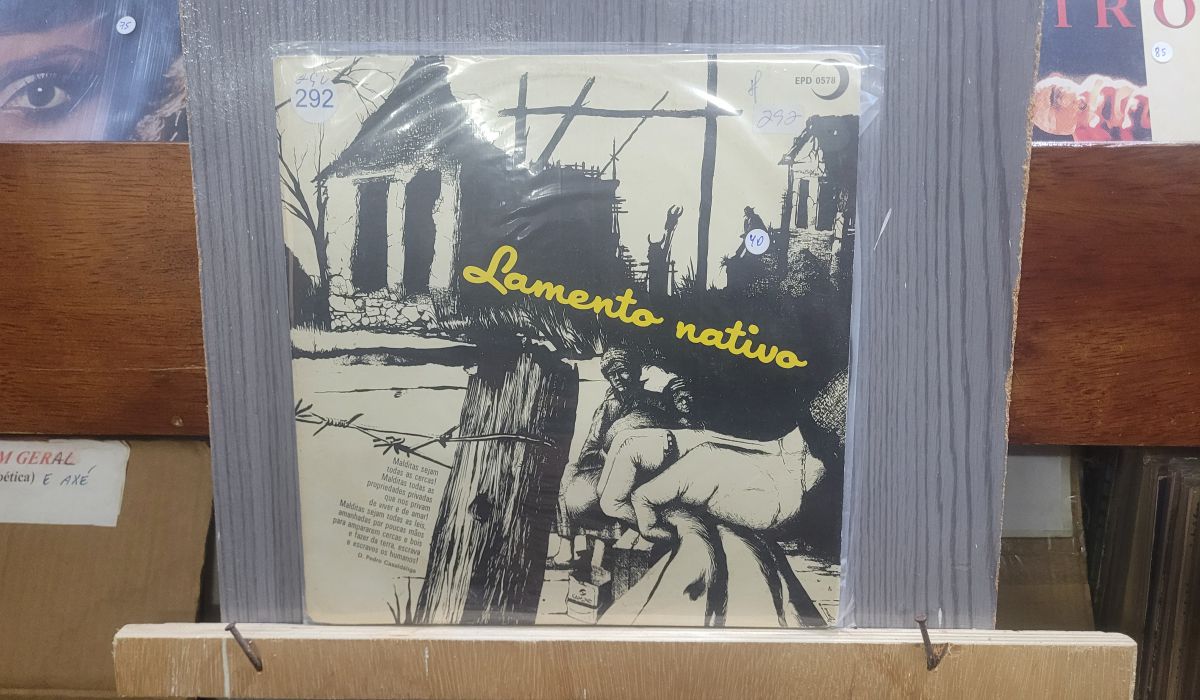 75
TRO
85
292
EPD 0578
292
40
Lamento nativo
M GERAL
oética) E AXÉ
Malditas sejam
todas as cercas!
Malditas todas as
propriedades privadas
que nos privam
de viver e de amar!
Malditas sejam todas as leis,
amanhadas por poucas mãos
para ampararem cercas e bois
e fazer da terra, escrava
e escravos os humanos!
D. Pedro Casaldáliga